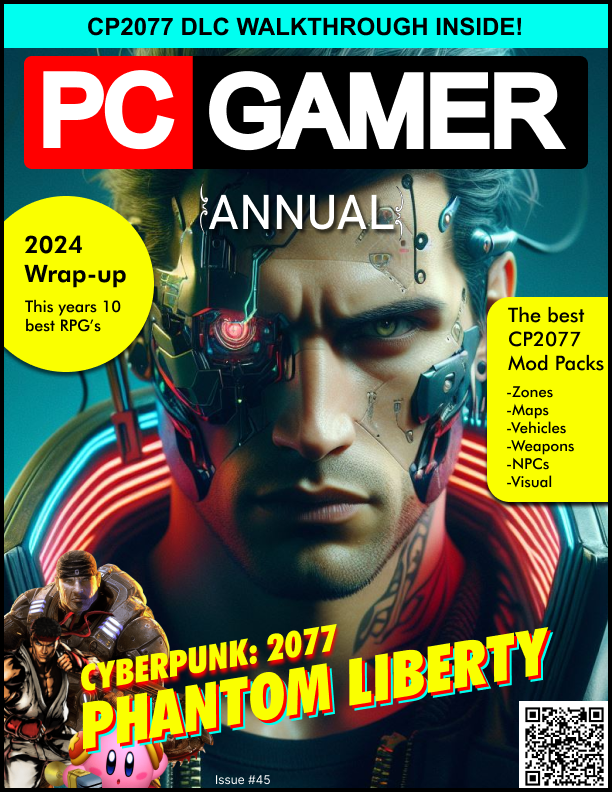 CP2077 DLC WALKTHROUGH INSIDE!
PC GAMER
{ANNUAL}
2024
Wrap-up
This years 10
best RPG's
The best
CP2077
Mod Packs
-Zones
-Maps
-Vehicles
-Weapons
-NPCs
-Visual
CYBERPUNK: 2077
PHANTOM LIBERTY
Issue #45